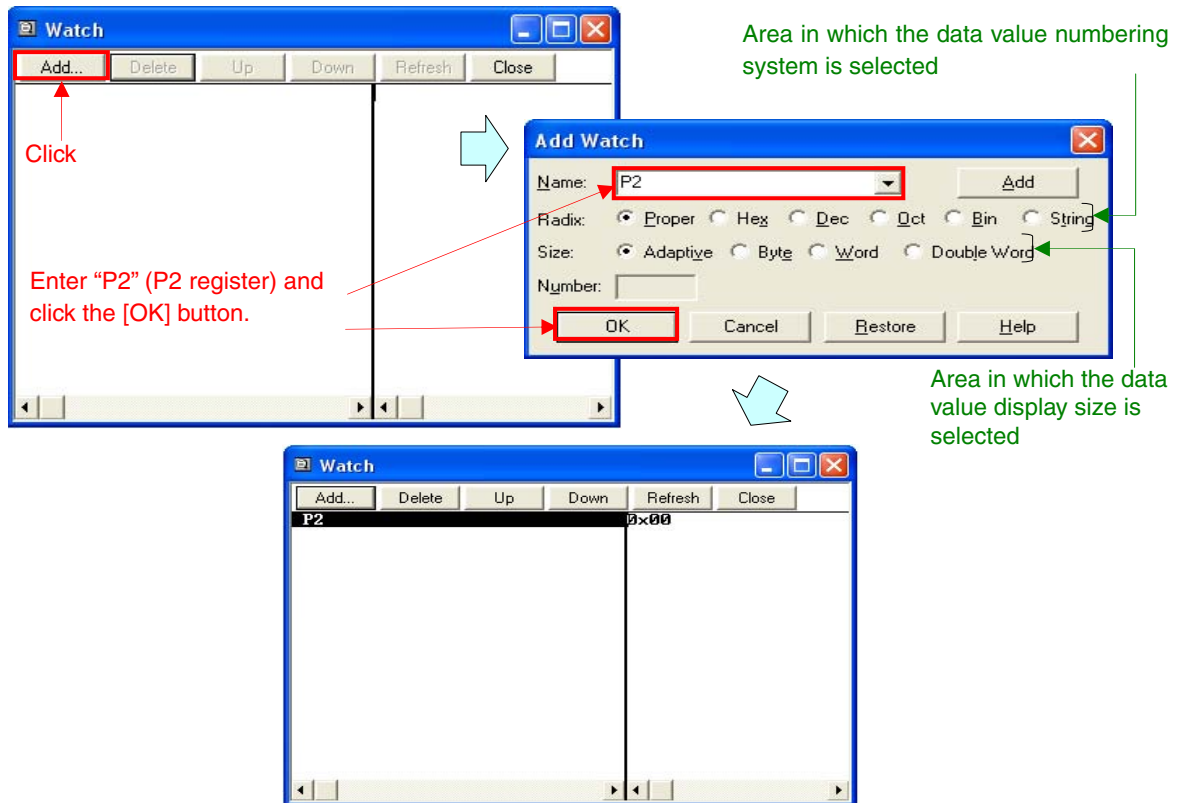 Watch
Add... Delete Up Down Refresh Close
Click
Area in which the data value numbering
system is selected
Add Watch
Name: P2 Add
Radix: Proper Hex Dec Oct Bin String
Size: Adaptive Byte Word Double Word
Number:
OK Cancel Restore Help
Enter “P2” (P2 register) and
click the [OK] button.
Area in which the data
value display size is
selected
Watch
Add... Delete Up Down Refresh Close
P2 0x00